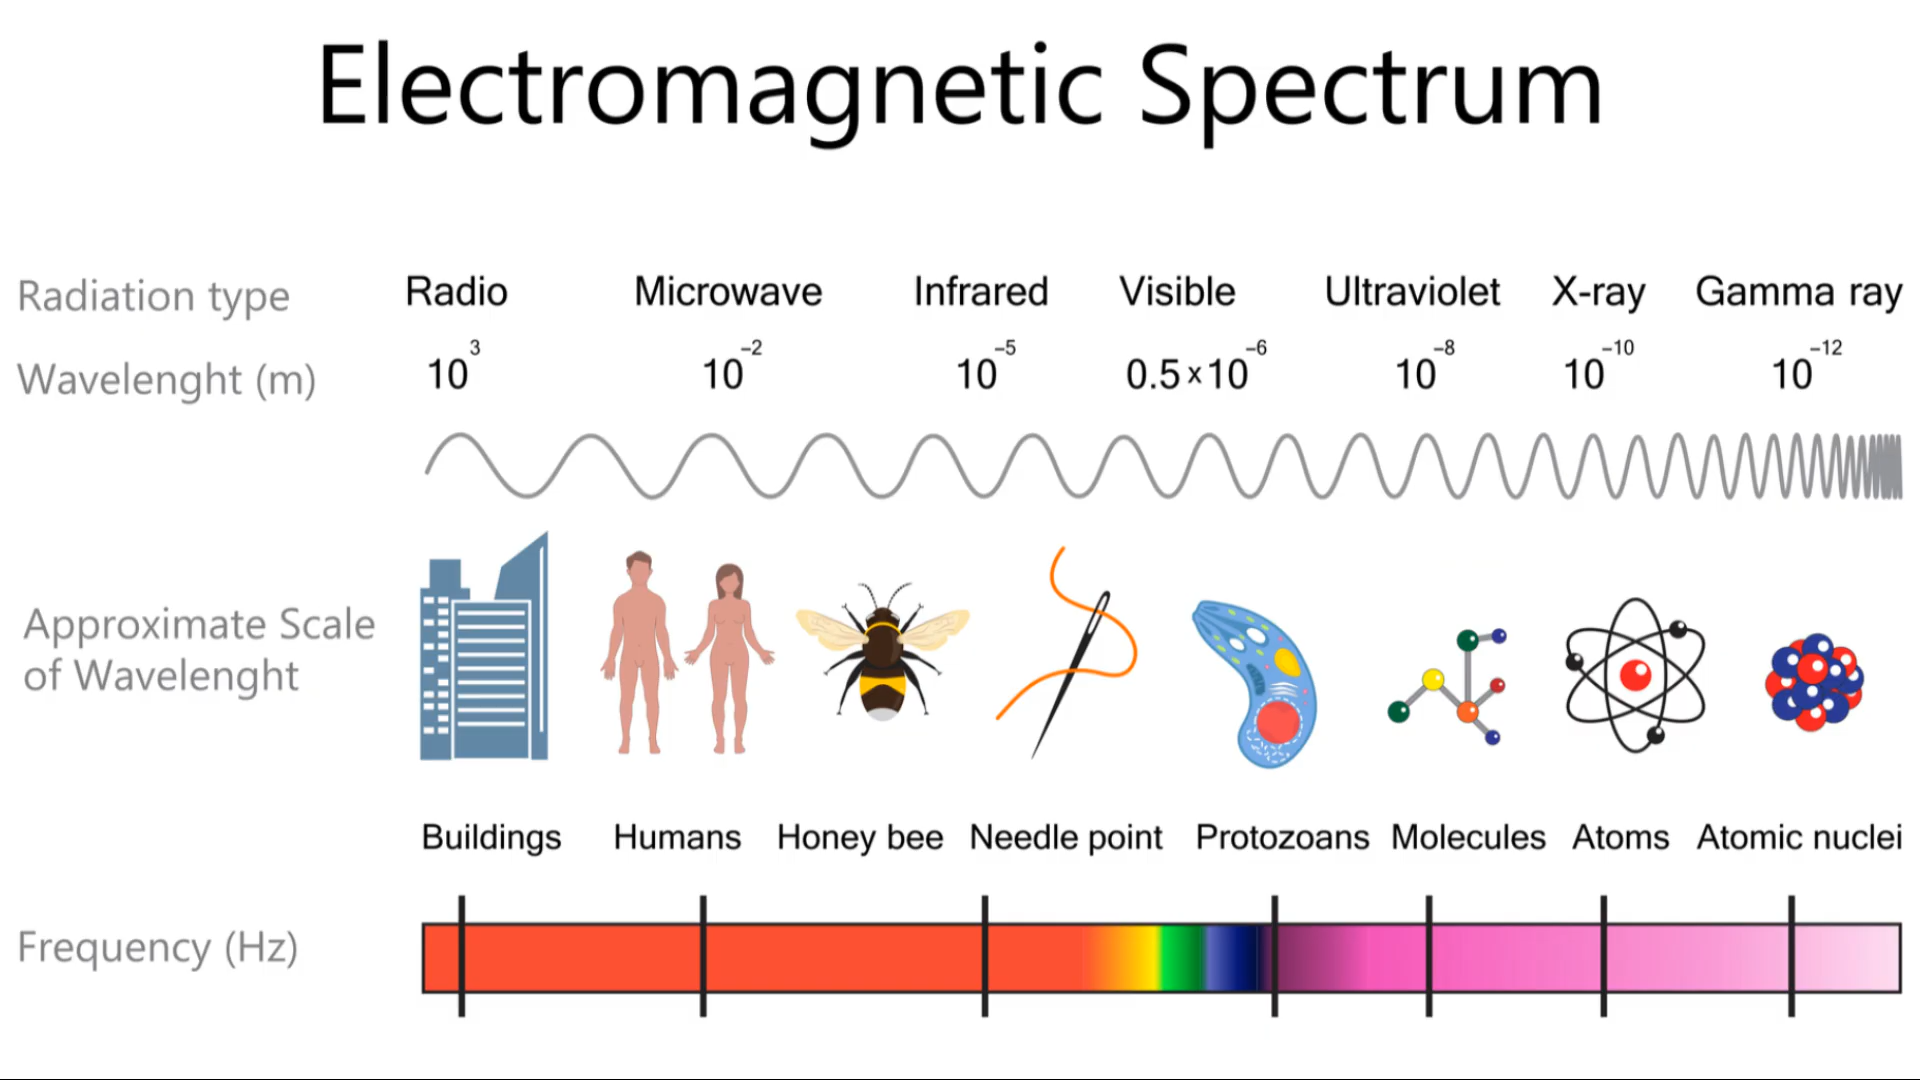 Electromagnetic Spectrum
Radiation type Radio Microwave Infrared Visible Ultraviolet X-ray Gamma ray
Wavelenght (m) 10³ 10⁻² 10⁻⁵ 0.5×10⁻⁶ 10⁻⁸ 10⁻¹⁰ 10⁻¹²
Approximate Scale
of Wavelenght
Buildings Humans Honey bee Needle point Protozoans Molecules Atoms Atomic nuclei
Frequency (Hz)